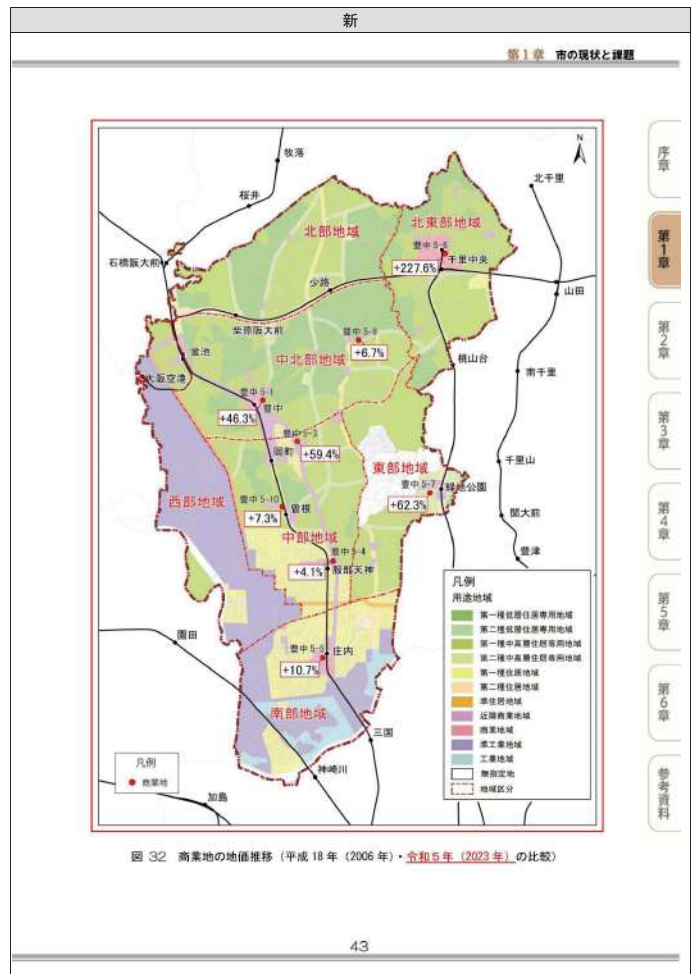 新
第1章 市の現状と課題
N
牧落
桜井
北千里
北部地域
北東部地域
豊中 5-6
石橋阪大前
千里中央
+227.6%
少路
山田
柴原阪大前
豊中 5-8
蛍池
中北部地域
+6.7%
桃山台
大阪空港
南千里
豊中 5-1
豊中
+46.3%
豊中 5-3
岡町
+59.4%
東部地域
千里山
豊中 5-7
緑地公園
西部地域
豊中 5-10
曽根
+62.3%
+7.3%
関大前
中部地域
豊中 5-4
豊津
+4.1%
服部天神
園田
庄内
+10.7%
南部地域
三国
神崎川
加島
凡例
商業地
凡例
用途地域
第一種低層住居専用地域
第二種低層住居専用地域
第一種中高層住居専用地域
第二種中高層住居専用地域
第一種住居地域
第二種住居地域
準住居地域
近隣商業地域
商業地域
準工業地域
工業地域
無指定地
地域区分
序章
第1章
第2章
第3章
第4章
第5章
第6章
参考資料
図 32 商業地の地価推移（平成 18 年（2006 年）・令和５年（2023 年）の比較）
43